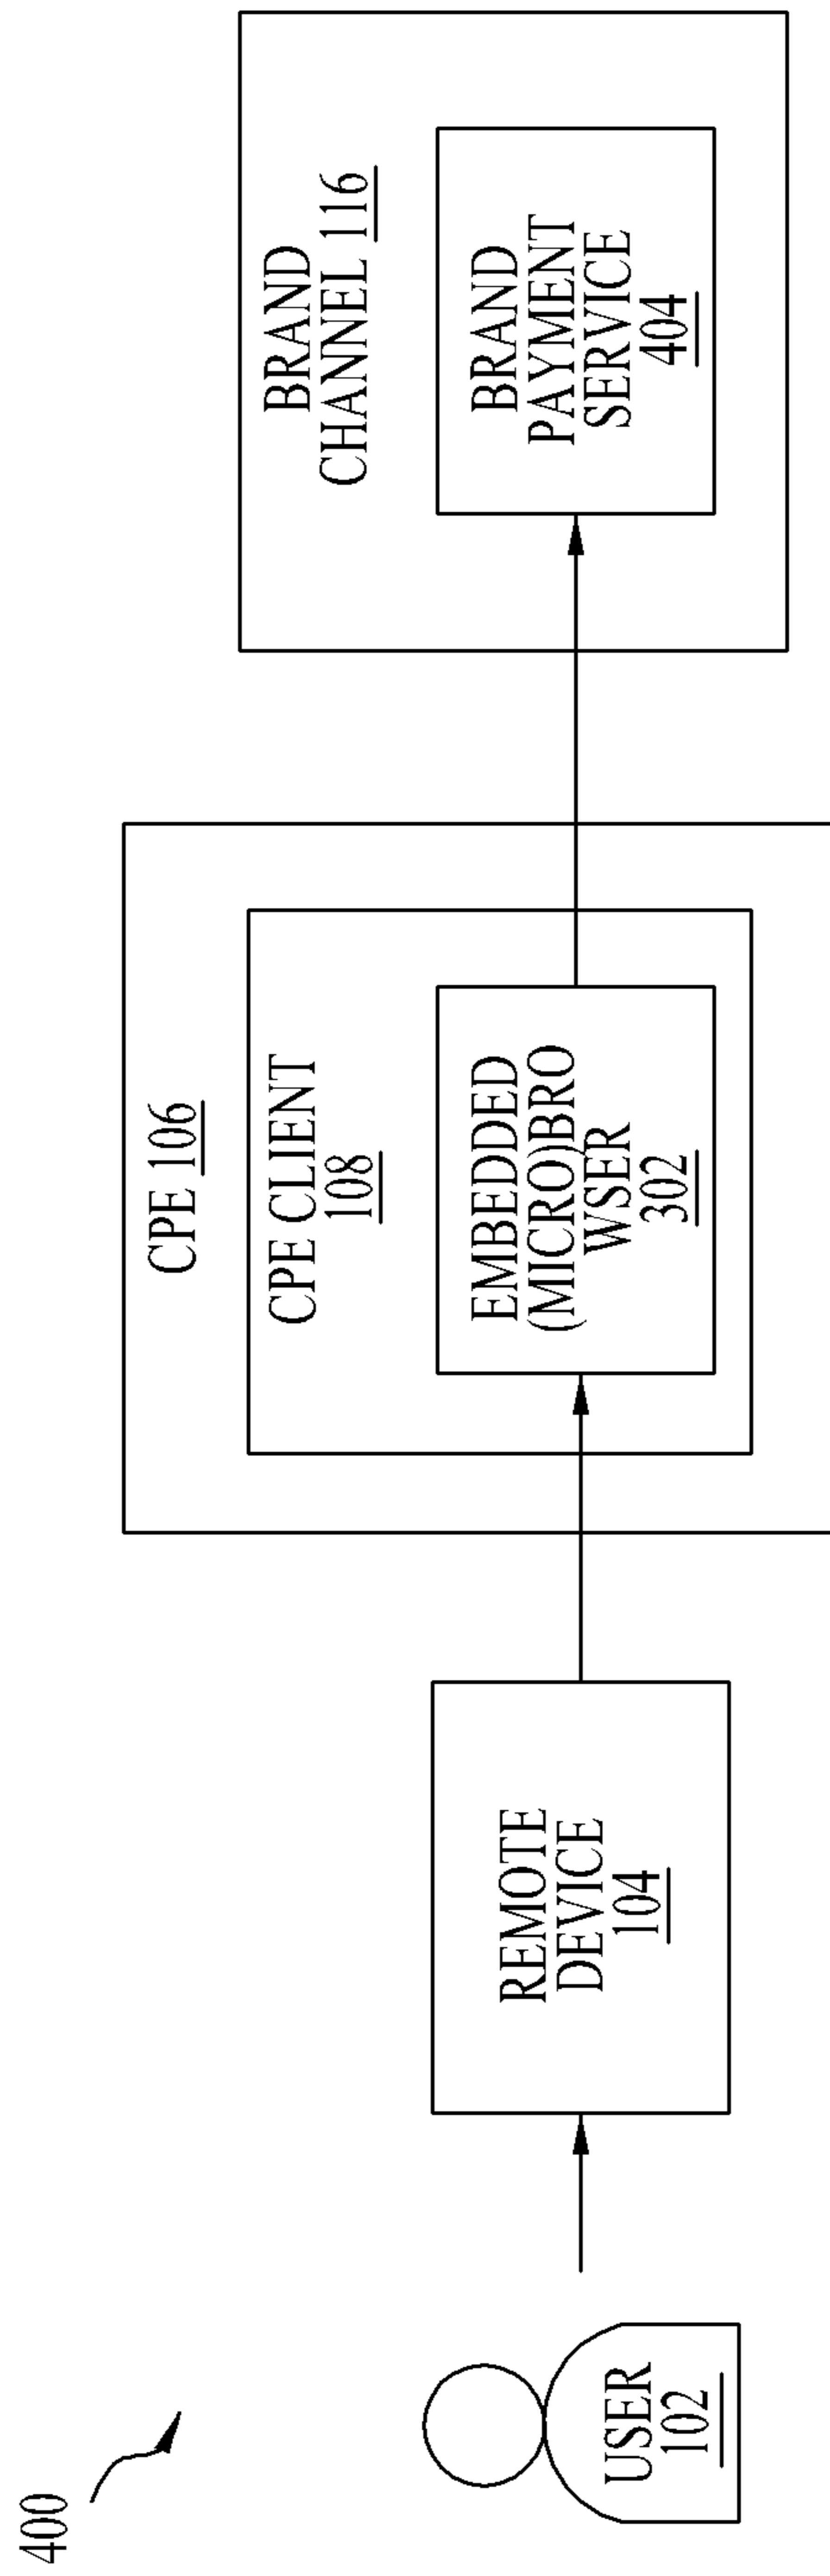 400
USER
102
REMOTE
DEVICE
104
CPE 106
CPE CLIENT
108
EMBEDDED
(MICRO)BRO
WSER
302
BRAND
CHANNEL 116
BRAND
PAYMENT
SERVICE
404